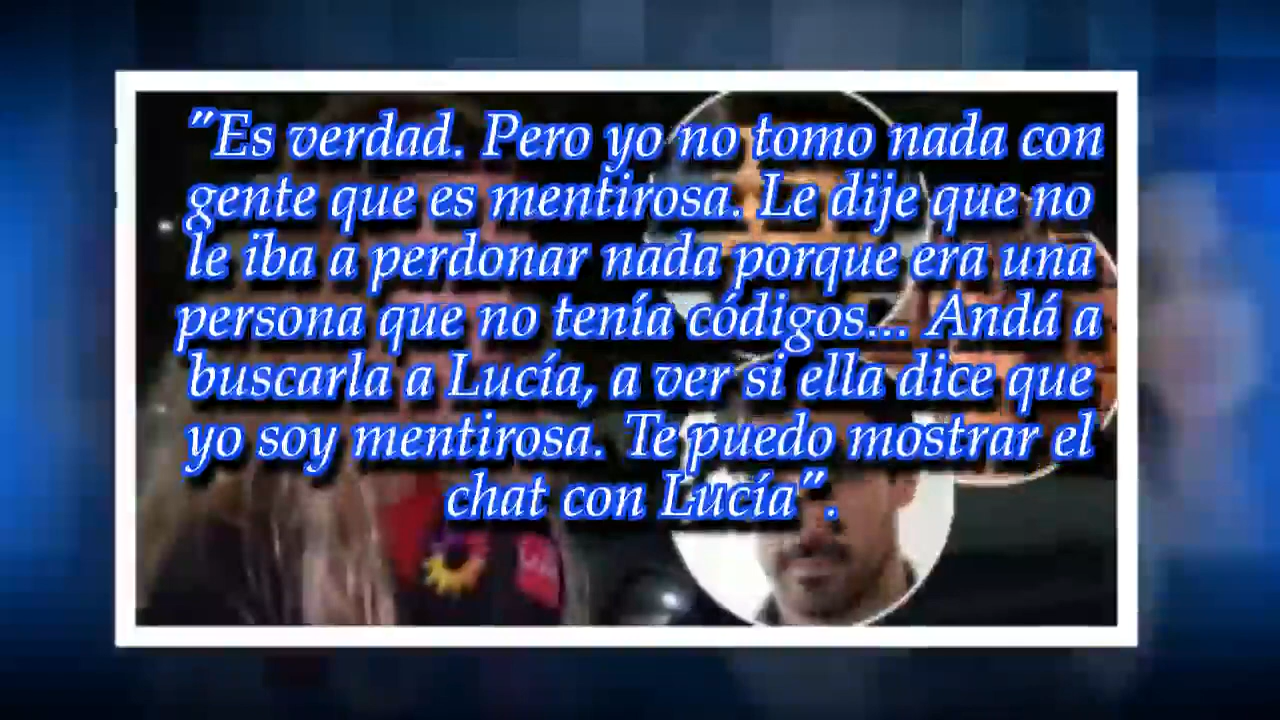 "Es verdad. Pero yo no tomo nada con
gente que es mentirosa. Le dije que no
le iba a perdonar nada porque era una
persona que no tenía códigos... Andá a
buscarla a Lucía, a ver si ella dice que
yo soy mentirosa. Te puedo mostrar el
chat con Lucía".